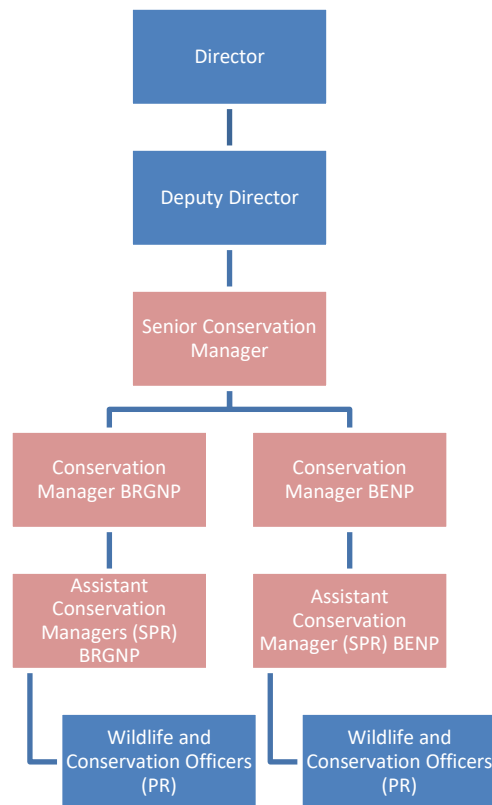 Director
Deputy Director
Senior Conservation
Manager
Conservation
Manager BRGNP
Conservation
Manager BENP
Assistant
Conservation
Managers (SPR)
BRGNP
Assistant
Conservation
Manager (SPR) BENP
Wildlife and
Conservation Officers
(PR)
Wildlife and
Conservation Officers
(PR)